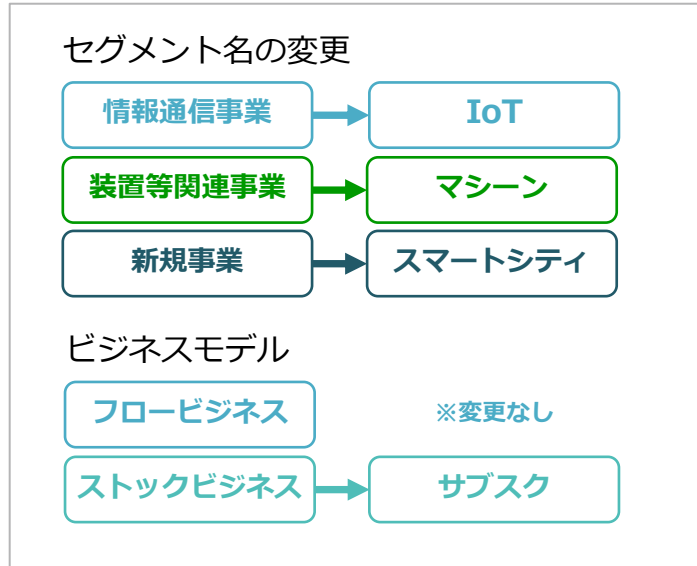 セグメント名の変更
情報通信事業 IoT
装置等関連事業 マシーン
新規事業 スマートシティ
ビジネスモデル
フロービジネス ※変更なし
ストックビジネス サブスク